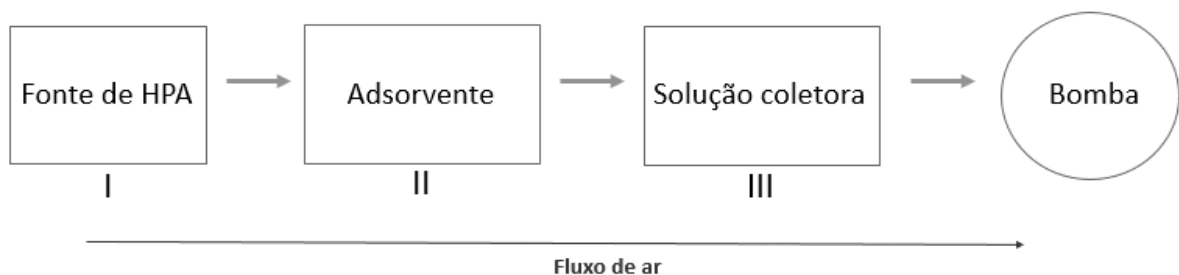 Fonte de HPA
Adsorvente
Solução coletora
Bomba
I
II
III
Fluxo de ar